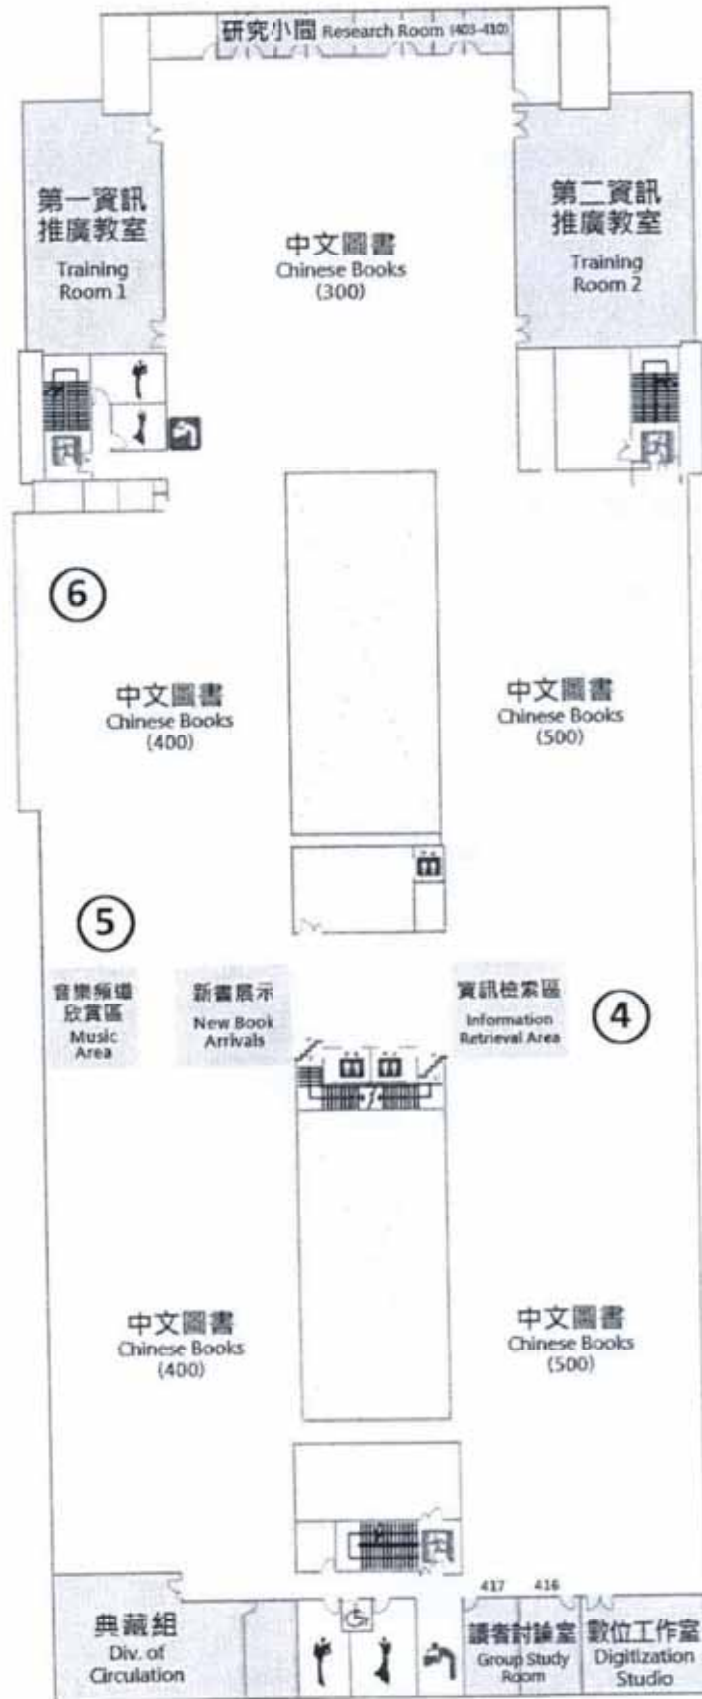 研究小間 Research Room (403-410)
第一資訊
推廣教室
Training
Room 1
中文圖書
Chinese Books
(300)
第二資訊
推廣教室
Training
Room 2
6
中文圖書
Chinese Books
(400)
中文圖書
Chinese Books
(500)
5
音樂頻道
欣賞區
Music
Area
新書展示
New Book
Arrivals
資訊檢索區
Information
Retrieval Area
4
中文圖書
Chinese Books
(400)
中文圖書
Chinese Books
(500)
417 416
典藏組
Div. of
Circulation
讀者討論室
Group Study
Room
數位工作室
Digitization
Studio